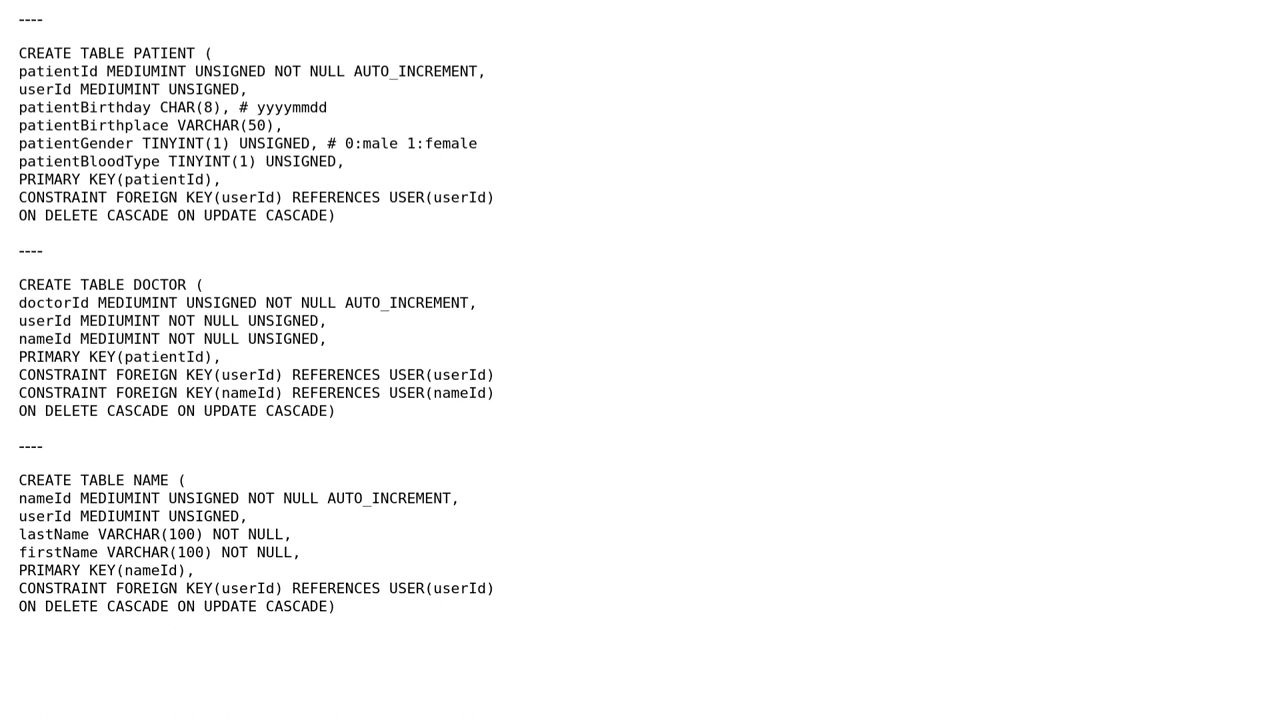 ----
CREATE TABLE PATIENT (
patientId MEDIUMINT UNSIGNED NOT NULL AUTO_INCREMENT,
userId MEDIUMINT UNSIGNED,
patientBirthday CHAR(8), # yyyymmdd
patientBirthplace VARCHAR(50),
patientGender TINYINT(1) UNSIGNED, # 0:male 1:female
patientBloodType TINYINT(1) UNSIGNED,
PRIMARY KEY(patientId),
CONSTRAINT FOREIGN KEY(userId) REFERENCES USER(userId)
ON DELETE CASCADE ON UPDATE CASCADE)
----
CREATE TABLE DOCTOR (
doctorId MEDIUMINT UNSIGNED NOT NULL AUTO_INCREMENT,
userId MEDIUMINT NOT NULL UNSIGNED,
nameId MEDIUMINT NOT NULL UNSIGNED,
PRIMARY KEY(patientId),
CONSTRAINT FOREIGN KEY(userId) REFERENCES USER(userId)
CONSTRAINT FOREIGN KEY(nameId) REFERENCES USER(nameId)
ON DELETE CASCADE ON UPDATE CASCADE)
----
CREATE TABLE NAME (
nameId MEDIUMINT UNSIGNED NOT NULL AUTO_INCREMENT,
userId MEDIUMINT UNSIGNED,
lastName VARCHAR(100) NOT NULL,
firstName VARCHAR(100) NOT NULL,
PRIMARY KEY(nameId),
CONSTRAINT FOREIGN KEY(userId) REFERENCES USER(userId)
ON DELETE CASCADE ON UPDATE CASCADE)